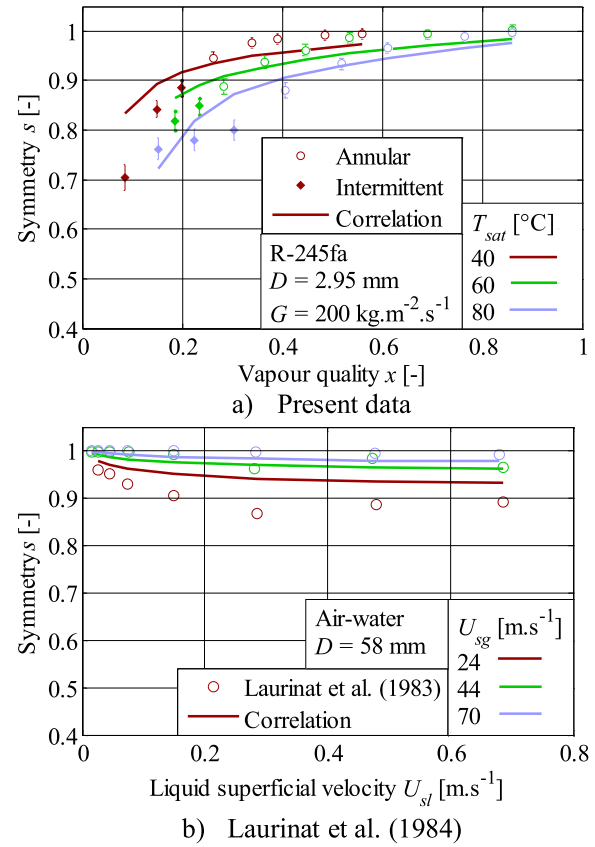 1
0.9
0.8
0.7
0.6
0.5
0.4
Symmetry s [-]
Annular
Intermittent
Correlation
R-245fa
D = 2.95 mm
G = 200 kg.m⁻².s⁻¹
T_sat [°C]
40
60
80
0 0.2 0.4 0.6 0.8 1
Vapour quality x [-]
a) Present data
1
0.9
0.8
0.7
0.6
0.5
0.4
Symmetry s [-]
Air-water
D = 58 mm
U_sg [m.s⁻¹]
24
44
70
Laurinat et al. (1983)
Correlation
0 0.2 0.4 0.6 0.8
Liquid superficial velocity U_sl [m.s⁻¹]
b) Laurinat et al. (1984)